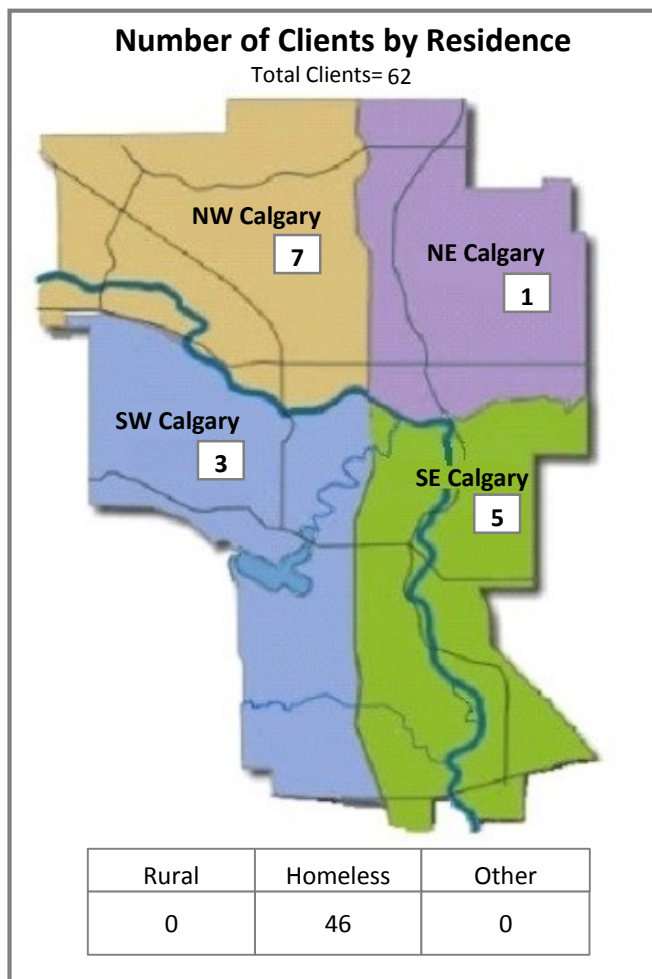 Number of Clients by Residence
Total Clients= 62
NW Calgary
7
NE Calgary
1
SW Calgary
3
SE Calgary
5
Rural Homeless Other
0 46 0